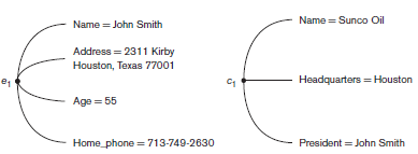 Name = John Smith
Address = 2311 Kirby
Houston, Texas 77001
e1
Age = 55
Home_phone = 713-749-2630
Name = Sunco Oil
c1
Headquarters = Houston
President = John Smith